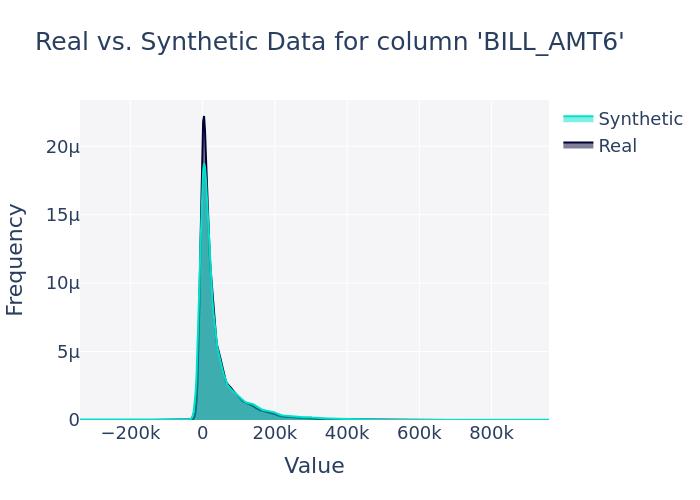 Real vs. Synthetic Data for column 'BILL_AMT6'
Synthetic
Real
Frequency
20μ
15μ
10μ
5μ
0
−200k 0 200k 400k 600k 800k
Value